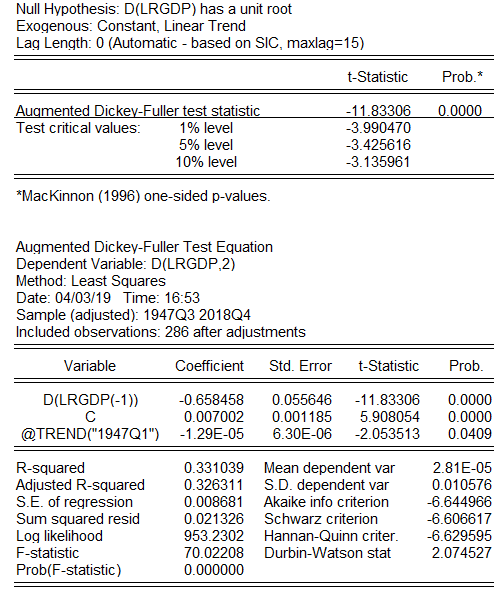 Null Hypothesis: D(LRGDP) has a unit root
Exogenous: Constant, Linear Trend
Lag Length: 0 (Automatic - based on SIC, maxlag=15)
t-Statistic Prob.*
Augmented Dickey-Fuller test statistic -11.83306 0.0000
Test critical values: 1% level -3.990470
5% level -3.425616
10% level -3.135961
*MacKinnon (1996) one-sided p-values.
Augmented Dickey-Fuller Test Equation
Dependent Variable: D(LRGDP,2)
Method: Least Squares
Date: 04/03/19 Time: 16:53
Sample (adjusted): 1947Q3 2018Q4
Included observations: 286 after adjustments
Variable Coefficient Std. Error t-Statistic Prob.
D(LRGDP(-1)) -0.658458 0.055646 -11.83306 0.0000
C 0.007002 0.001185 5.908054 0.0000
@TREND("1947Q1") -1.29E-05 6.30E-06 -2.053513 0.0409
R-squared 0.331039 Mean dependent var 2.81E-05
Adjusted R-squared 0.326311 S.D. dependent var 0.010576
S.E. of regression 0.008681 Akaike info criterion -6.644966
Sum squared resid 0.021326 Schwarz criterion -6.606617
Log likelihood 953.2302 Hannan-Quinn criter. -6.629595
F-statistic 70.02208 Durbin-Watson stat 2.074527
Prob(F-statistic) 0.000000